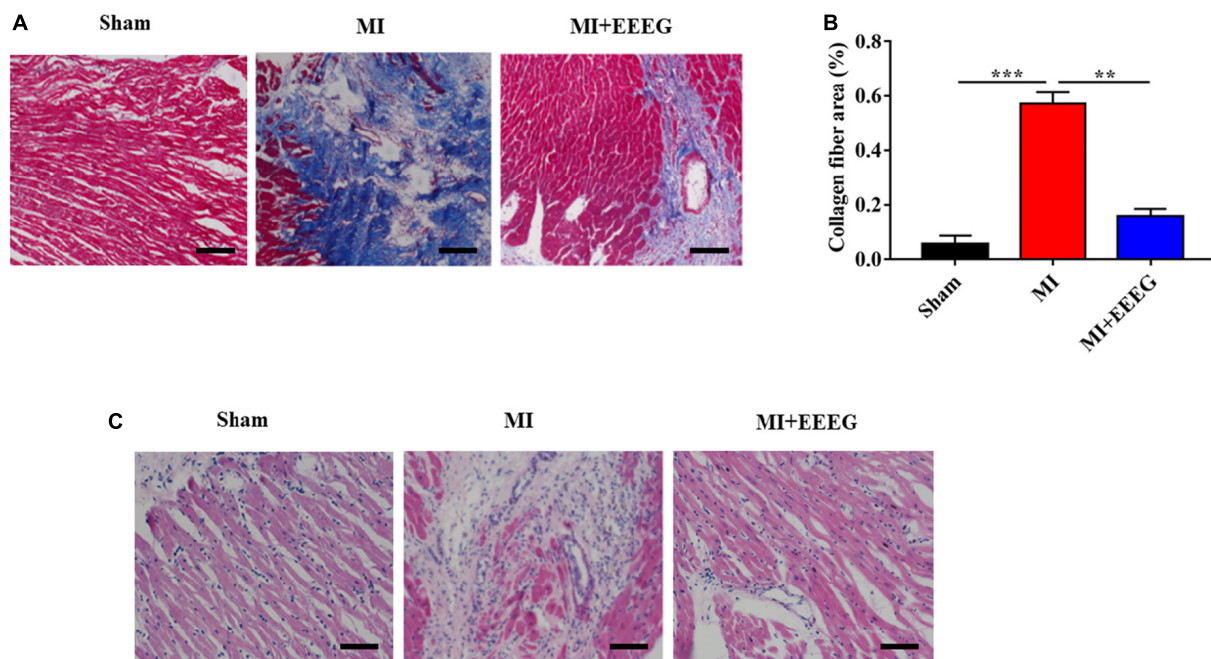 A
Sham
MI
MI+EEEG
B
Collagen fiber area (%)
0.8
0.6
0.4
0.2
0.0
***
**
Sham
MI
MI+EEEG
C
Sham
MI
MI+EEEG